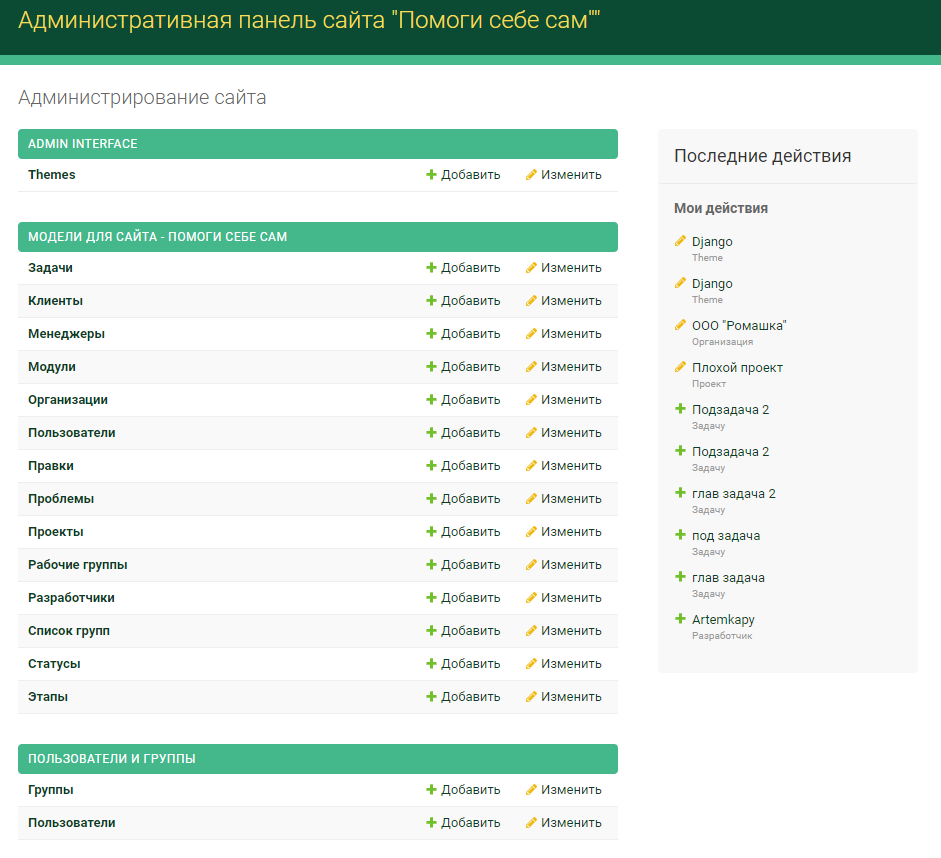 Административная панель сайта "Помоги себе сам""
Администрирование сайта
ADMIN INTERFACE
Themes Добавить Изменить
МОДЕЛИ ДЛЯ САЙТА - ПОМОГИ СЕБЕ САМ
Задачи Добавить Изменить
Клиенты Добавить Изменить
Менеджеры Добавить Изменить
Модули Добавить Изменить
Организации Добавить Изменить
Пользователи Добавить Изменить
Правки Добавить Изменить
Проблемы Добавить Изменить
Проекты Добавить Изменить
Рабочие группы Добавить Изменить
Разработчики Добавить Изменить
Список групп Добавить Изменить
Статусы Добавить Изменить
Этапы Добавить Изменить
ПОЛЬЗОВАТЕЛИ И ГРУППЫ
Группы Добавить Изменить
Пользователи Добавить Изменить
Последние действия
Мои действия
Django
Theme
Django
Theme
ООО "Ромашка"
Организация
Плохой проект
Проект
Подзадача 2
Задачу
Подзадача 2
Задачу
глав задача 2
Задачу
под задача
Задачу
глав задача
Задачу
Artemkapy
Разработчик